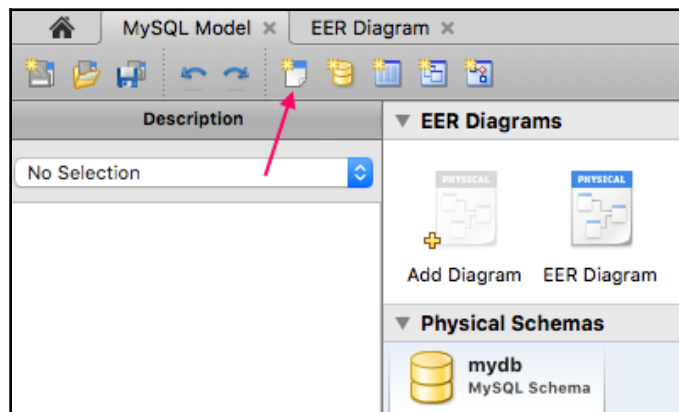 MySQL Model
EER Diagram
Description
No Selection
EER Diagrams
PHYSICAL
PHYSICAL
Add Diagram
EER Diagram
Physical Schemas
mydb
MySQL Schema